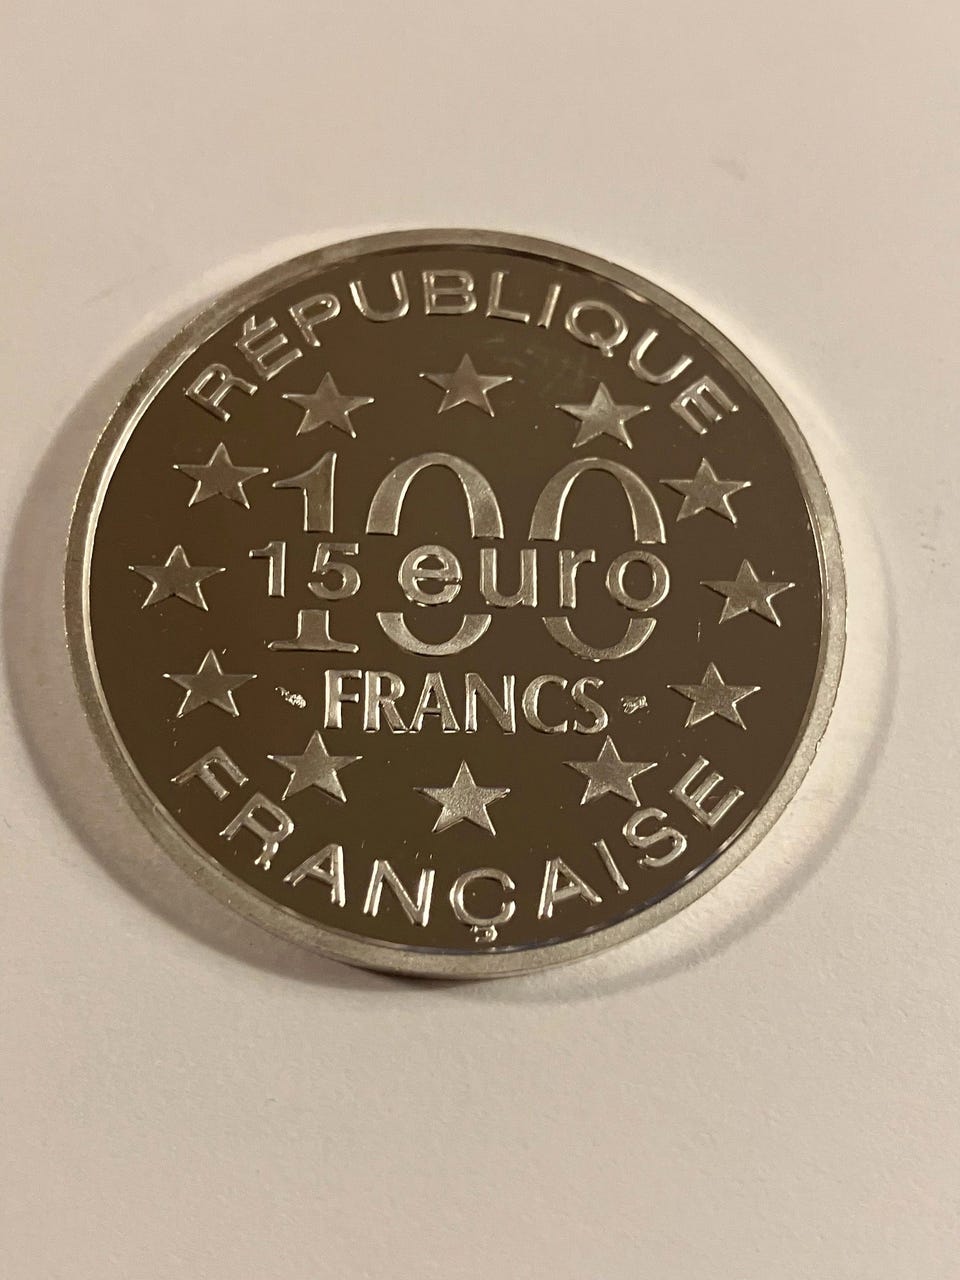 RÉPUBLIQUE
100
15 euro
FRANCS
FRANÇAISE